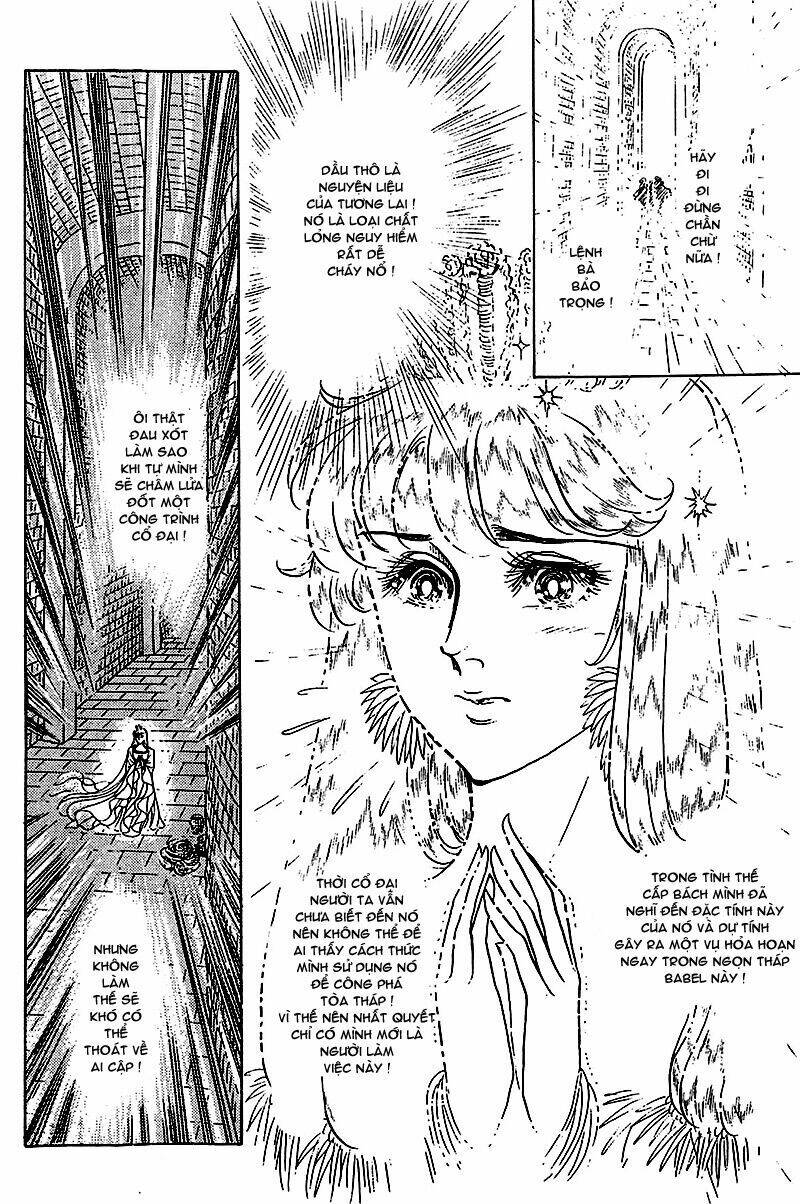 HÃY
ĐI
ĐI
ĐỪNG
CHẦN
CHỪ
NỮA !
LỆNH
BÀ
BẢO
TRỌNG !
DẦU THÔ LÀ
NGUYỆN LIỆU
CỦA TƯƠNG LAI !
NÓ LÀ LOẠI CHẤT
LỎNG NGUY HIỂM
RẤT DỄ
CHÁY NỔ !
TRONG TÌNH THẾ
CẤP BÁCH MÌNH ĐÃ
NGHĨ ĐẾN ĐẶC TÍNH NÀY
CỦA NÓ VÀ DỰ TÍNH
GÂY RA MỘT VỤ HỎA HOẠN
NGAY TRONG NGỌN THÁP
BABEL NÀY !
THỜI CỔ ĐẠI
NGƯỜI TA VẪN
CHƯA BIẾT ĐẾN NÓ
NÊN KHÔNG THỂ ĐỂ
AI THẤY CÁCH THỨC
MÌNH SỬ DỤNG NÓ
ĐỂ CÔNG PHÁ
TÒA THÁP !
VÌ THẾ NÊN NHẤT QUYẾT
CHỈ CÓ MÌNH MỚI LÀ
NGƯỜI LÀM
VIỆC NÀY !
ÔI THẬT
ĐAU XÓT
LÀM SAO
KHI TỰ MÌNH
SẼ CHÂM LỬA
ĐỐT MỘT
CÔNG TRÌNH
CỔ ĐẠI !
NHƯNG
KHÔNG
LÀM
THẾ SẼ
KHÓ CÓ
THỂ
THOÁT VỀ
AI CẬP !